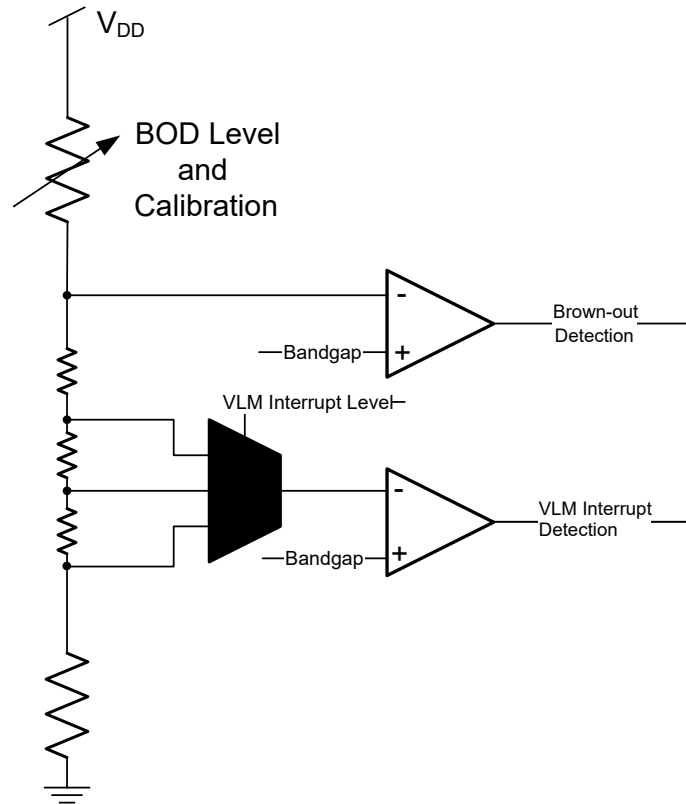 VDD
BOD Level
and
Calibration
-
Brown-out
Detection
Bandgap
+
VLM Interrupt Level
-
VLM Interrupt
Detection
Bandgap
+